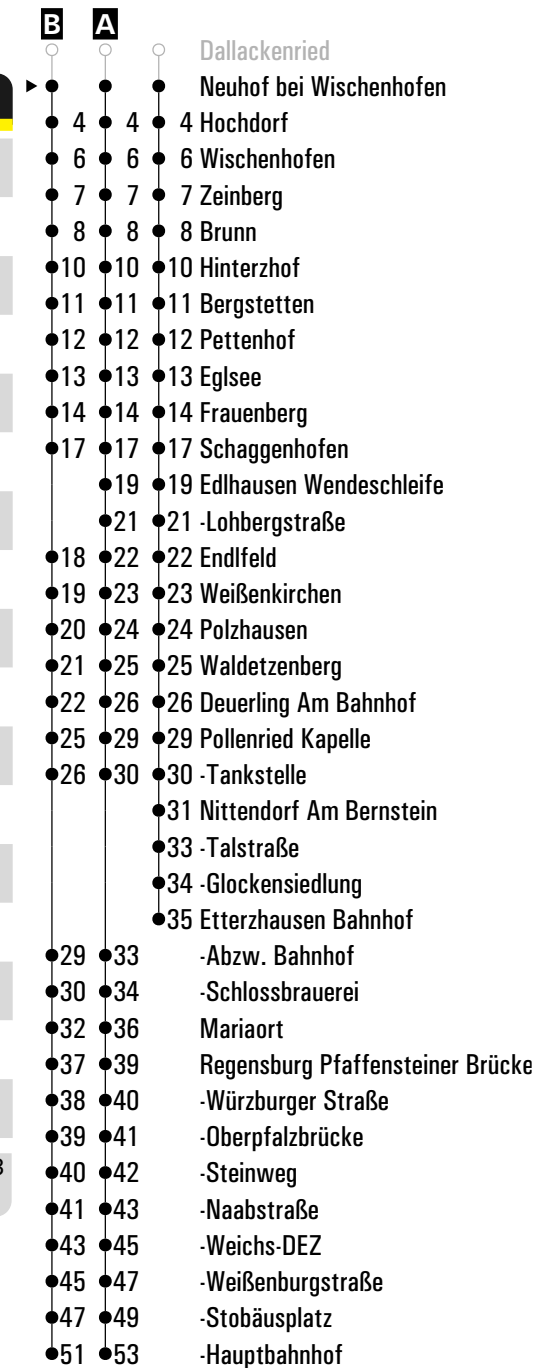 B A
Dallackenried
Neuhof bei Wischenhofen
4 4 4 Hochdorf
6 6 6 Wischenhofen
7 7 7 Zeinberg
8 8 8 Brunn
10 10 10 Hinterzhof
11 11 11 Bergstetten
12 12 12 Pettenhof
13 13 13 Eglsee
14 14 14 Frauenberg
17 17 17 Schaggenhofen
19 19 Edlhausen Wendeschleife
21 21 -Lohbergstraße
18 22 22 Endlfeld
19 23 23 Weißenkirchen
20 24 24 Polzhausen
21 25 25 Waldetzenberg
22 26 26 Deuerling Am Bahnhof
25 29 29 Pollenried Kapelle
26 30 30 -Tankstelle
31 Nittendorf Am Bernstein
33 -Talstraße
34 -Glockensiedlung
35 Etterzhausen Bahnhof
29 33 -Abzw. Bahnhof
30 34 -Schlossbrauerei
32 36 Mariaort
37 39 Regensburg Pfaffensteiner Brücke
38 40 -Würzburger Straße
39 41 -Oberpfalzbrücke
40 42 -Steinweg
41 43 -Naabstraße
43 45 -Weichs-DEZ
45 47 -Weißenburgstraße
47 49 -Stobäusplatz
51 53 -Hauptbahnhof